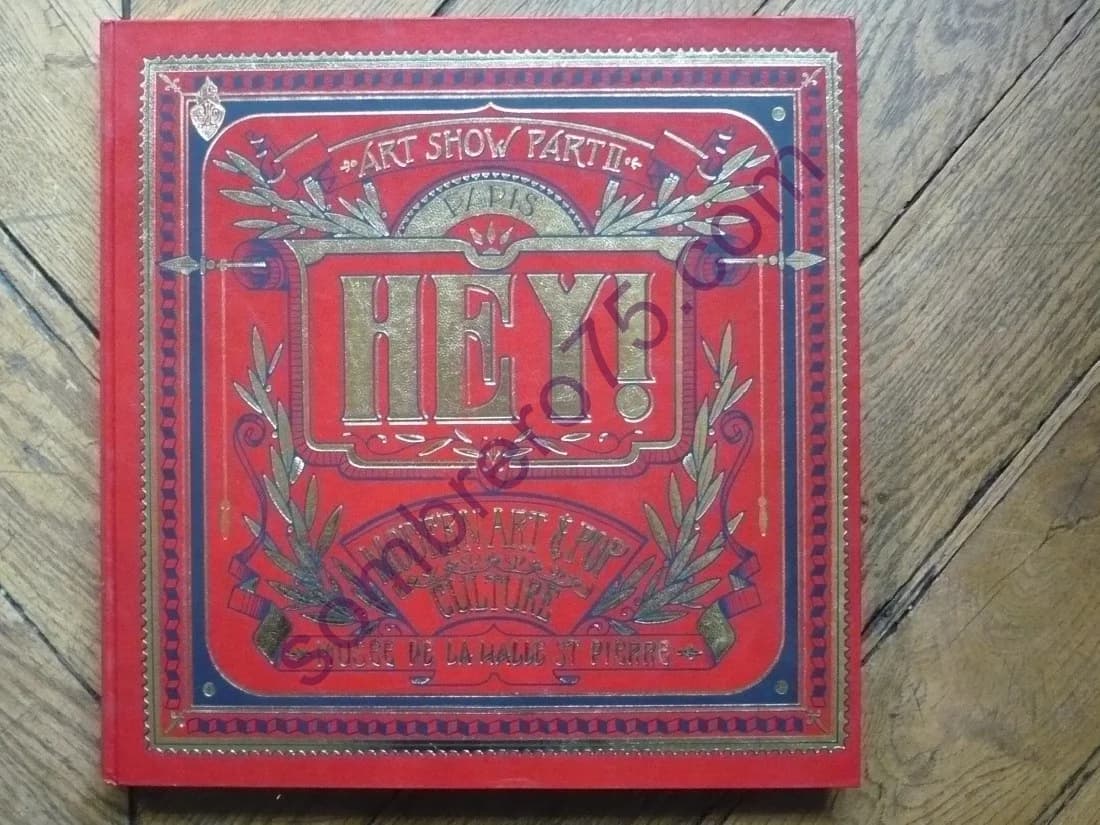 ART SHOW PART II
PARIS
HEY!
MODERN ART & POP
CULTURE
MUSÉE DE LA HALLE ST PIERRE
sombrero75.com